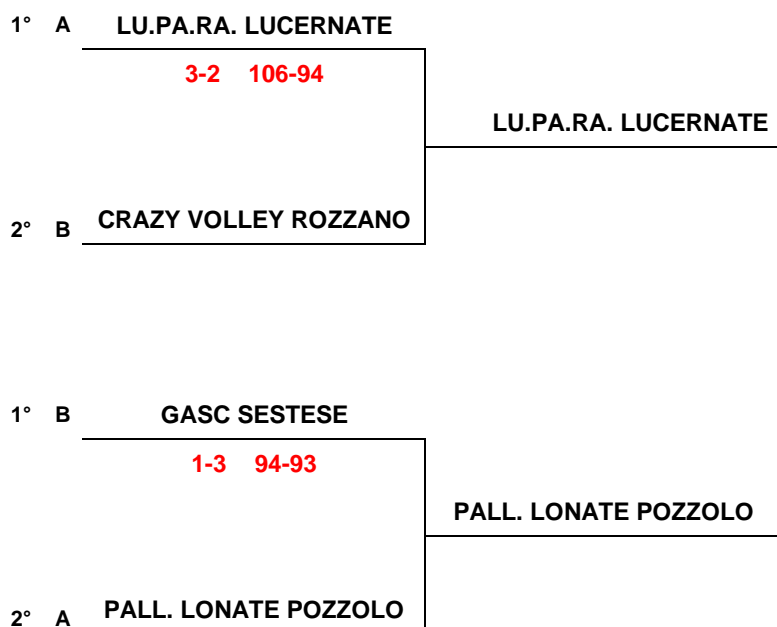 1° A LU.PA.RA. LUCERNATE
3-2 106-94
LU.PA.RA. LUCERNATE
2° B CRAZY VOLLEY ROZZANO
1° B GASC SESTESE
1-3 94-93
PALL. LONATE POZZOLO
2° A PALL. LONATE POZZOLO